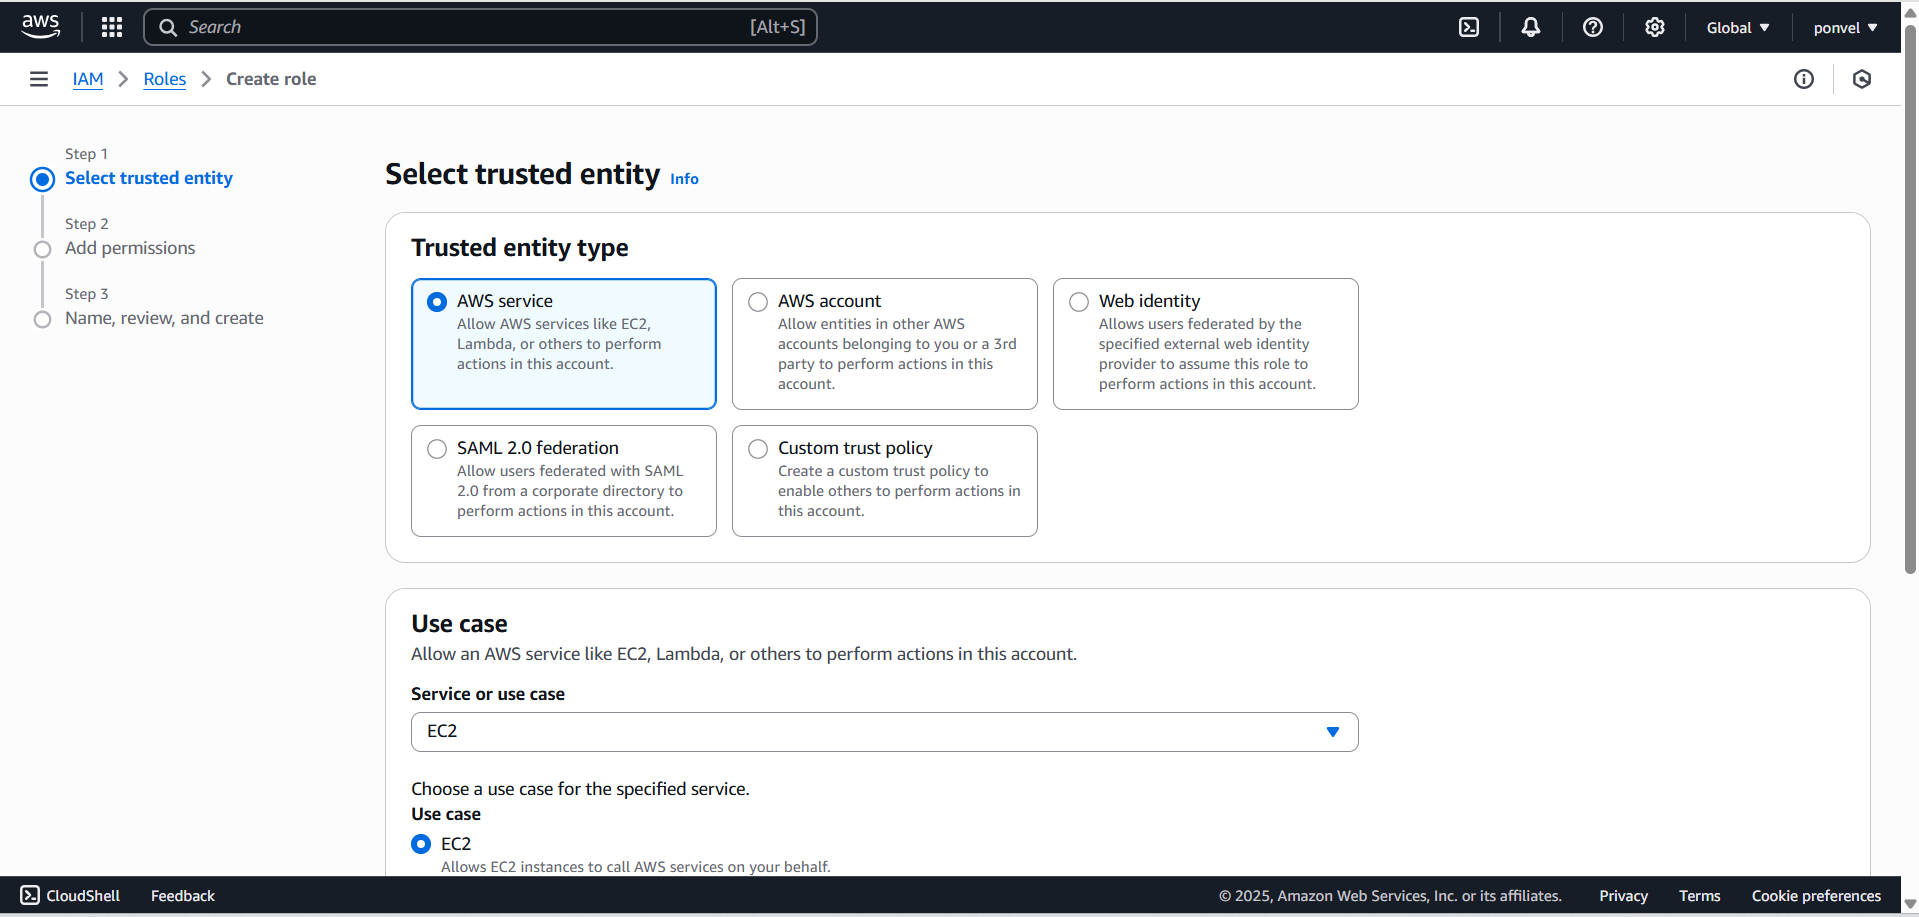 aws
Search
[Alt+S]
Global
ponvel
IAM
Roles
Create role
Step 1
Select trusted entity
Step 2
Add permissions
Step 3
Name, review, and create
Select trusted entity Info
Trusted entity type
AWS service
Allow AWS services like EC2,
Lambda, or others to perform
actions in this account.
AWS account
Allow entities in other AWS
accounts belonging to you or a 3rd
party to perform actions in this
account.
Web identity
Allows users federated by the
specified external web identity
provider to assume this role to
perform actions in this account.
SAML 2.0 federation
Allow users federated with SAML
2.0 from a corporate directory to
perform actions in this account.
Custom trust policy
Create a custom trust policy to
enable others to perform actions in
this account.
Use case
Allow an AWS service like EC2, Lambda, or others to perform actions in this account.
Service or use case
EC2
Choose a use case for the specified service.
Use case
EC2
Allows EC2 instances to call AWS services on your behalf.
CloudShell
Feedback
© 2025, Amazon Web Services, Inc. or its affiliates.
Privacy
Terms
Cookie preferences